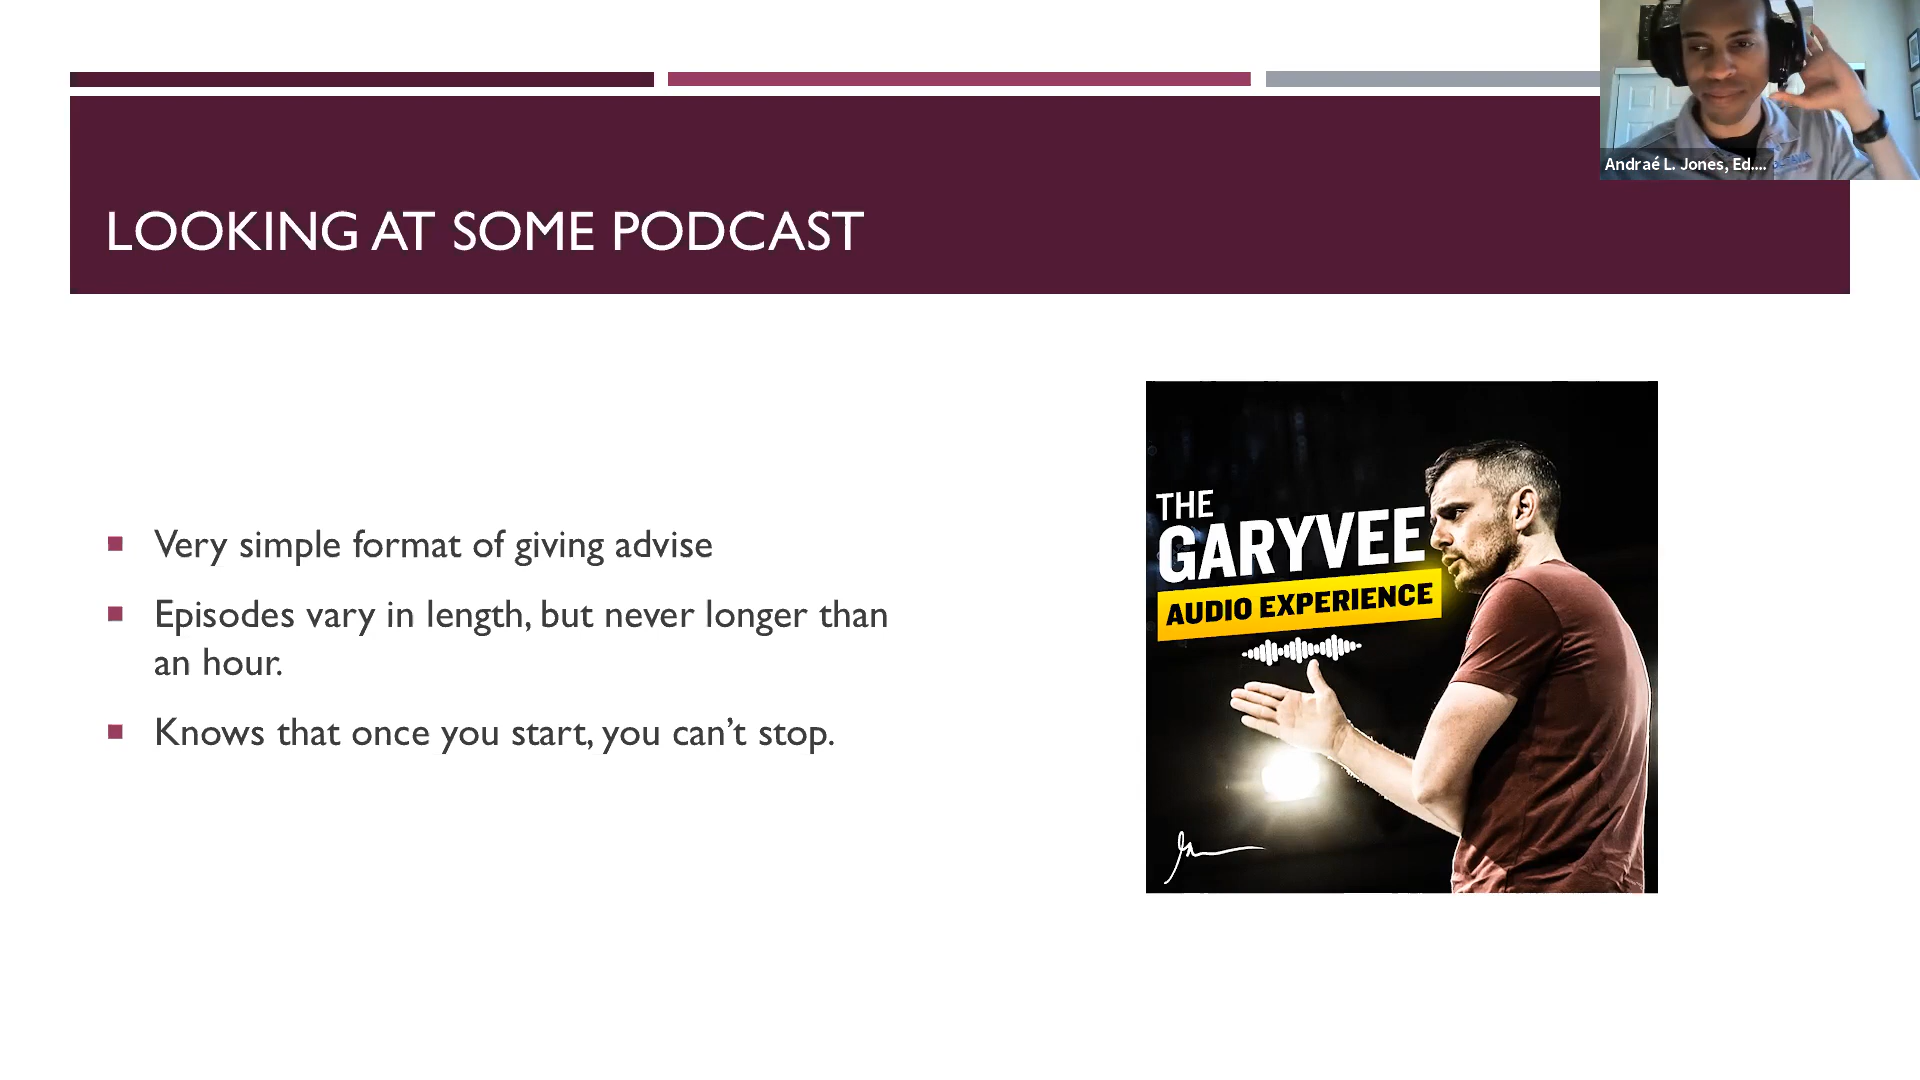 Andraé L. Jones, Ed....
LOOKING AT SOME PODCAST
Very simple format of giving advise
Episodes vary in length, but never longer than
an hour.
Knows that once you start, you can’t stop.
THE
GARYVEE
AUDIO EXPERIENCE